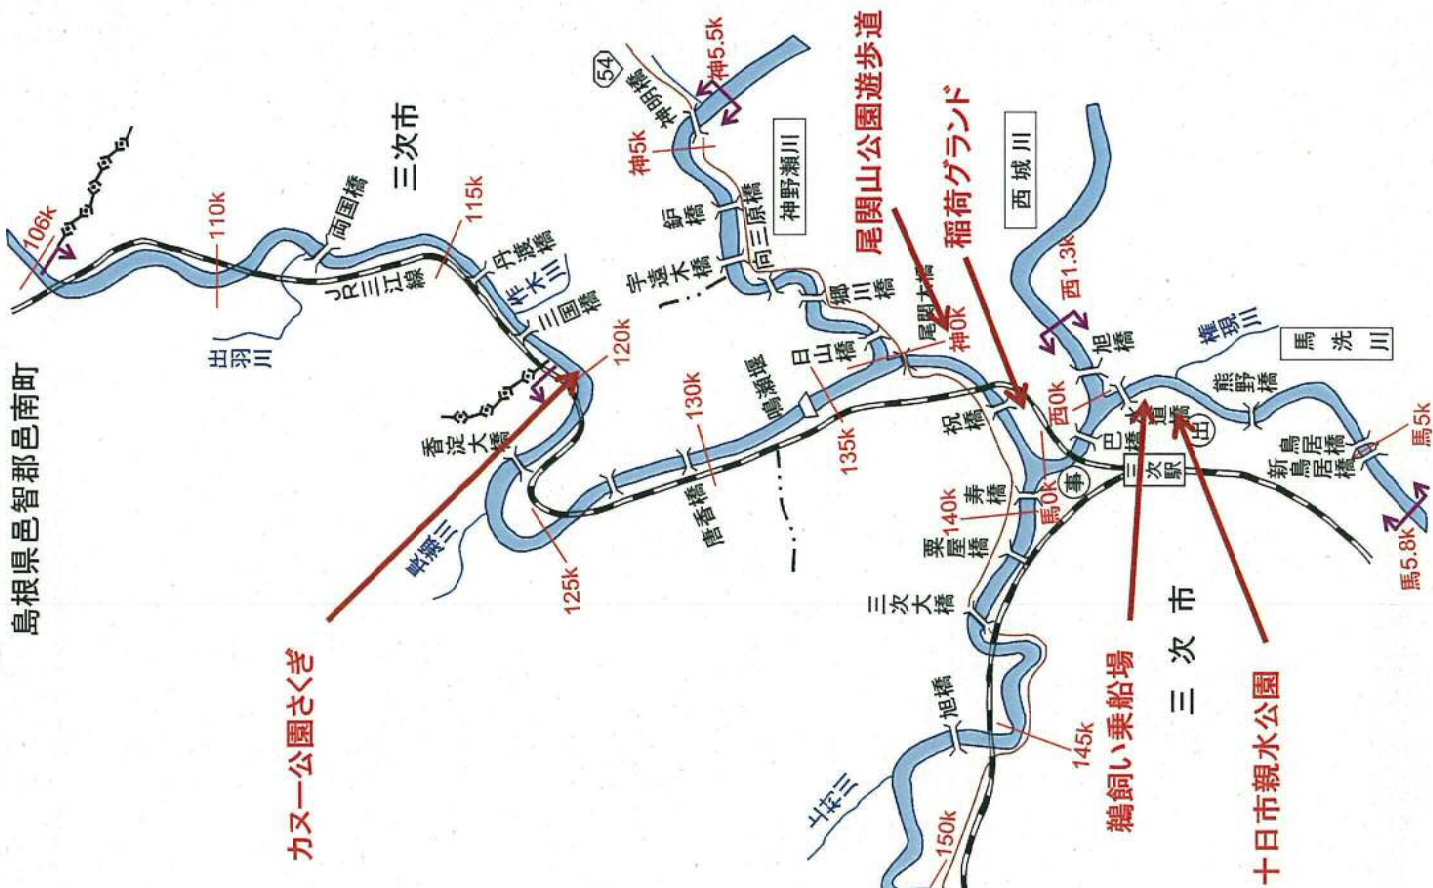 島根県邑智郡邑南町
三次市
106k
110k
両国橋
115k
JR三江線
出羽川
丹渡橋
作木川
三国橋
120k
香淀大橋
125k
カヌー公園さくぎ
130k
唐香橋
鳴瀬堰
135k
日山橋
54
神明橋
神5.5k
神5k
鈩橋
宇遠木橋
向三原橋
神野瀬川
郷川橋
尾関大橋
神0k
尾関山公園遊歩道
稲荷グランド
西城川
西1.3k
旭橋
西0k
祝橋
権現川
馬洗川
熊野橋
水道橋
巴橋
出
三次駅
事
馬0k
寿橋
140k
粟屋橋
三次大橋
新鳥居橋
鳥居橋
馬5k
馬5.8k
旭橋
145k
150k
上村川
鵜飼い乗船場
三次市
十日市親水公園